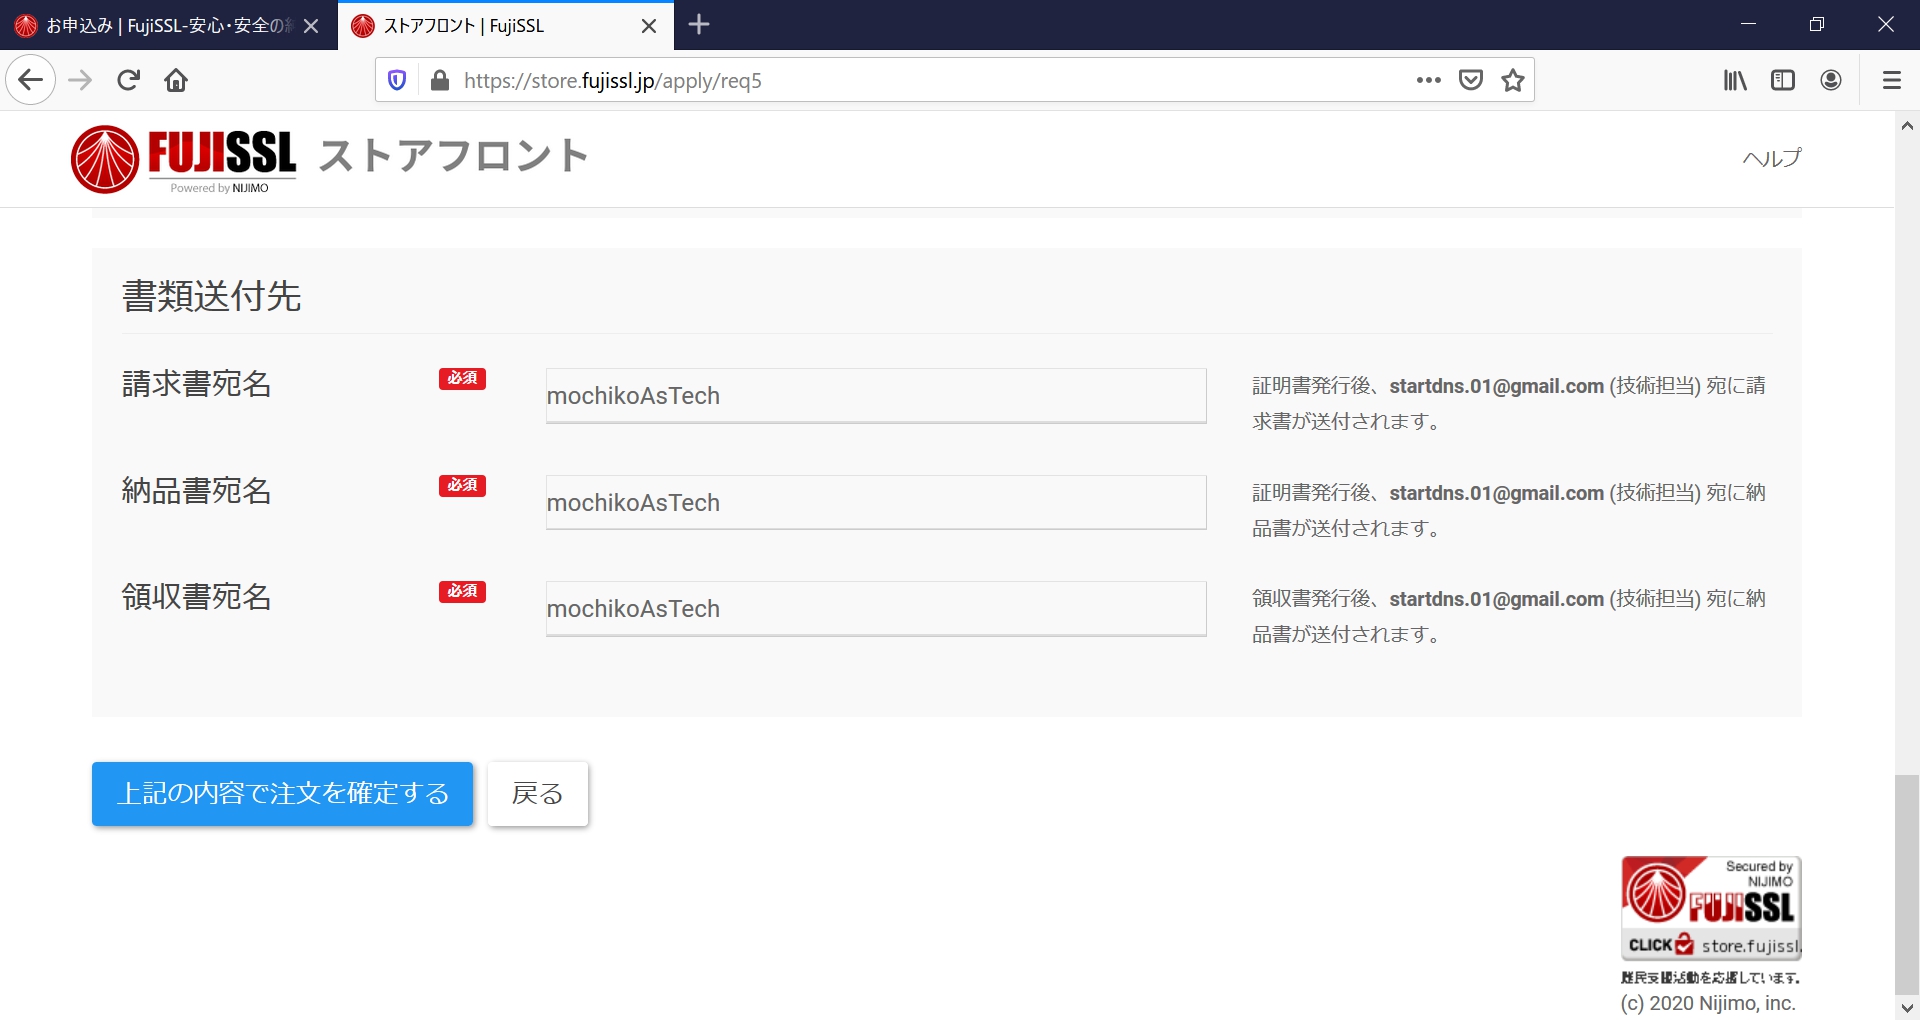 お申込み | FujiSSL-安心･安全の
ストアフロント | FujiSSL
https://store.fujissl.jp/apply/req5
FUJISSL ストアフロント
Powered by NIJIMO
ヘルプ
書類送付先
請求書宛名 必須 mochikoAsTech 証明書発行後、startdns.01@gmail.com (技術担当) 宛に請
求書が送付されます。
納品書宛名 必須 mochikoAsTech 証明書発行後、startdns.01@gmail.com (技術担当) 宛に納
品書が送付されます。
領収書宛名 必須 mochikoAsTech 領収書発行後、startdns.01@gmail.com (技術担当) 宛に納
品書が送付されます。
上記の内容で注文を確定する 戻る
Secured by
NIJIMO
FUJISSL
CLICK store.fujissl.
難民支援活動を応援しています。
(c) 2020 Nijimo, inc.